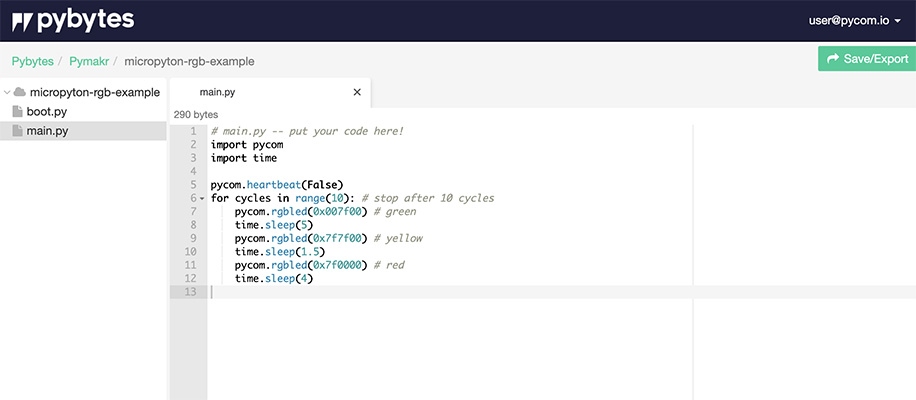 pybytes
user@pycom.io
Pybytes / Pymakr / micropyton-rgb-example
Save/Export
micropyton-rgb-example
boot.py
main.py
main.py ×
290 bytes
1 # main.py -- put your code here!
2 import pycom
3 import time
4
5 pycom.heartbeat(False)
6 for cycles in range(10): # stop after 10 cycles
7 pycom.rgbled(0x007f00) # green
8 time.sleep(5)
9 pycom.rgbled(0x7f7f00) # yellow
10 time.sleep(1.5)
11 pycom.rgbled(0x7f0000) # red
12 time.sleep(4)
13